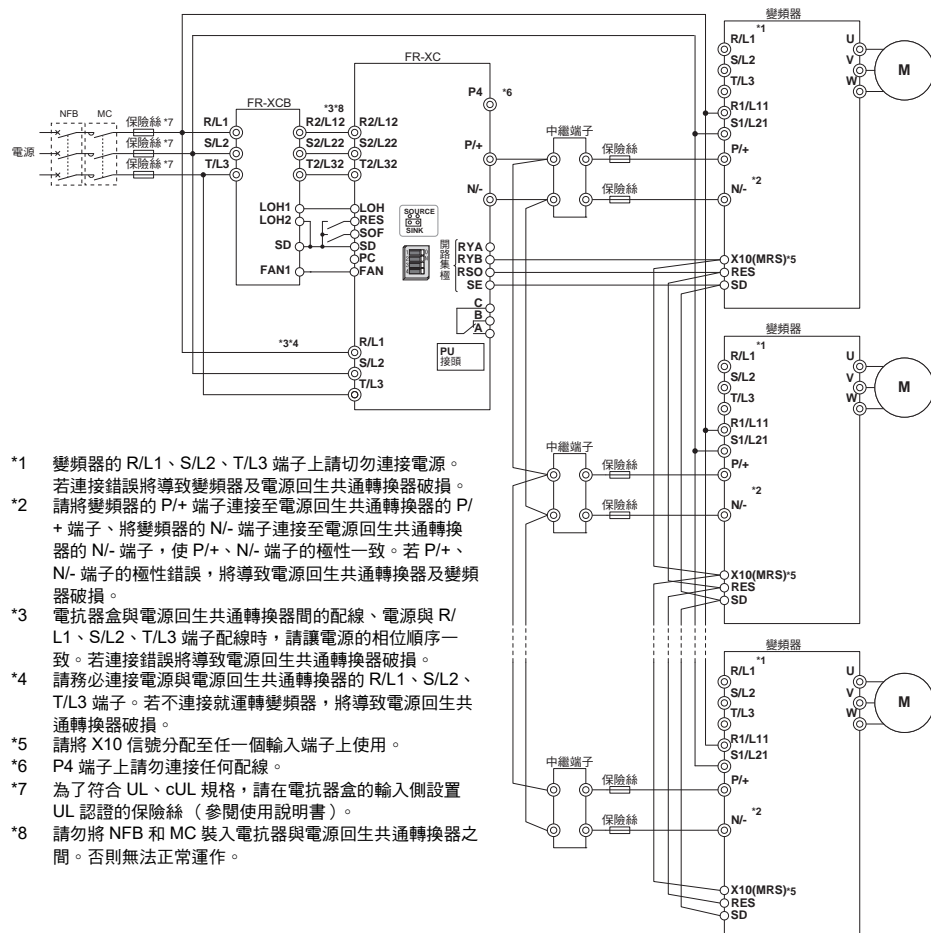 變頻器
R/L1 *1
S/L2
T/L3
R1/L11
S1/L21
P/+
N/- *2
X10(MRS)*5
RES
SD
U
V
W
M
FR-XC
P4 *6
P/+
N/-
R2/L12
S2/L22
T2/L32
LOH
RES
SOF
SD
PC
FAN
SOURCE
SINK
開路集極
RYA
RYB
RSO
SE
C
B
A
PU
接頭
*3*4
R/L1
S/L2
T/L3
FR-XCB
*3*8
R/L1
S/L2
T/L3
R2/L12
S2/L22
T2/L32
LOH1
LOH2
SD
FAN1
NFB MC
電源
保險絲 *7
保險絲 *7
保險絲 *7
中繼端子
保險絲
保險絲
變頻器
R/L1 *1
S/L2
T/L3
R1/L11
S1/L21
P/+
N/- *2
X10(MRS)*5
RES
SD
U
V
W
M
中繼端子
保險絲
保險絲
變頻器
R/L1 *1
S/L2
T/L3
R1/L11
S1/L21
P/+
N/- *2
X10(MRS)*5
RES
SD
U
V
W
M
中繼端子
保險絲
保險絲
*1 變頻器的 R/L1、S/L2、T/L3 端子上請切勿連接電源。
若連接錯誤將導致變頻器及電源回生共通轉換器破損。
*2 請將變頻器的 P/+ 端子連接至電源回生共通轉換器的 P/
+ 端子、將變頻器的 N/- 端子連接至電源回生共通轉換
器的 N/- 端子，使 P/+、N/- 端子的極性一致。若 P/+、
N/- 端子的極性錯誤，將導致電源回生共通轉換器及變頻
器破損。
*3 電抗器盒與電源回生共通轉換器間的配線、電源與 R/
L1、S/L2、T/L3 端子配線時，請讓電源的相位順序一
致。若連接錯誤將導致電源回生共通轉換器破損。
*4 請務必連接電源與電源回生共通轉換器的 R/L1、S/L2、
T/L3 端子。若不連接就運轉變頻器，將導致電源回生共
通轉換器破損。
*5 請將 X10 信號分配至任一個輸入端子上使用。
*6 P4 端子上請勿連接任何配線。
*7 為了符合 UL、cUL 規格，請在電抗器盒的輸入側設置
UL 認證的保險絲 （參閱使用說明書）。
*8 請勿將 NFB 和 MC 裝入電抗器與電源回生共通轉換器之
間。否則無法正常運作。